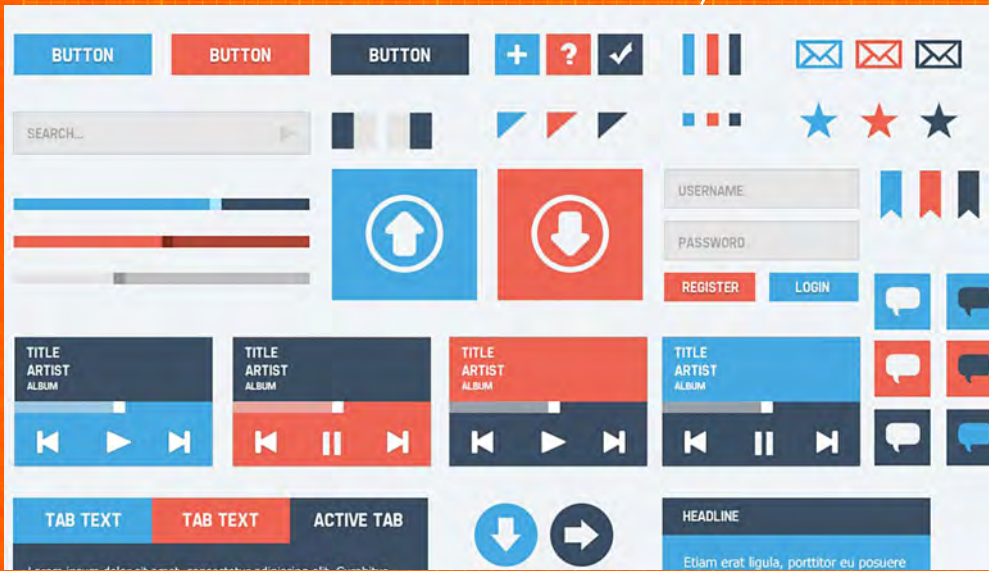 BUTTON
BUTTON
BUTTON
?
SEARCH...
USERNAME
PASSWORD
REGISTER
LOGIN
TITLE
ARTIST
ALBUM
TITLE
ARTIST
ALBUM
TITLE
ARTIST
ALBUM
TITLE
ARTIST
ALBUM
TAB TEXT
TAB TEXT
ACTIVE TAB
HEADLINE
Etiam erat ligula, porttitor eu posuere